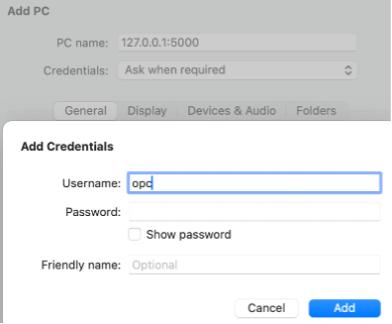 Add PC
PC name: 127.0.0.1:5000
Credentials: Ask when required
General Display Devices & Audio Folders
Add Credentials
Username: opc
Password:
Show password
Friendly name: Optional
Cancel Add